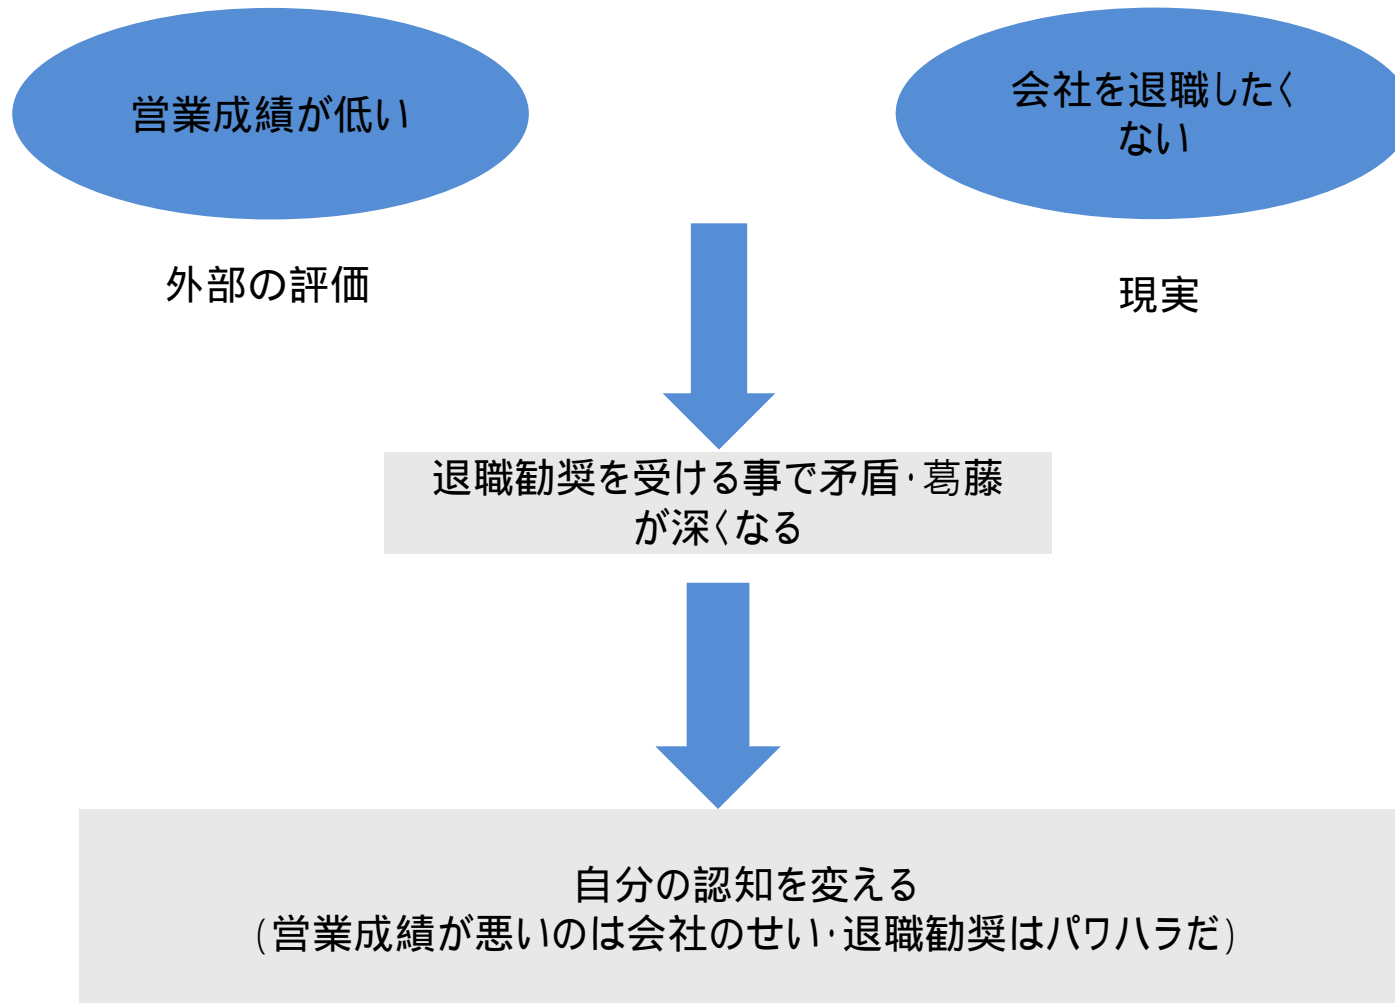 営業成績が低い
会社を退職したく
ない
外部の評価
現実
退職勧奨を受ける事で矛盾・葛藤
が深くなる
自分の認知を変える
(営業成績が悪いのは会社のせい・退職勧奨はパワハラだ)